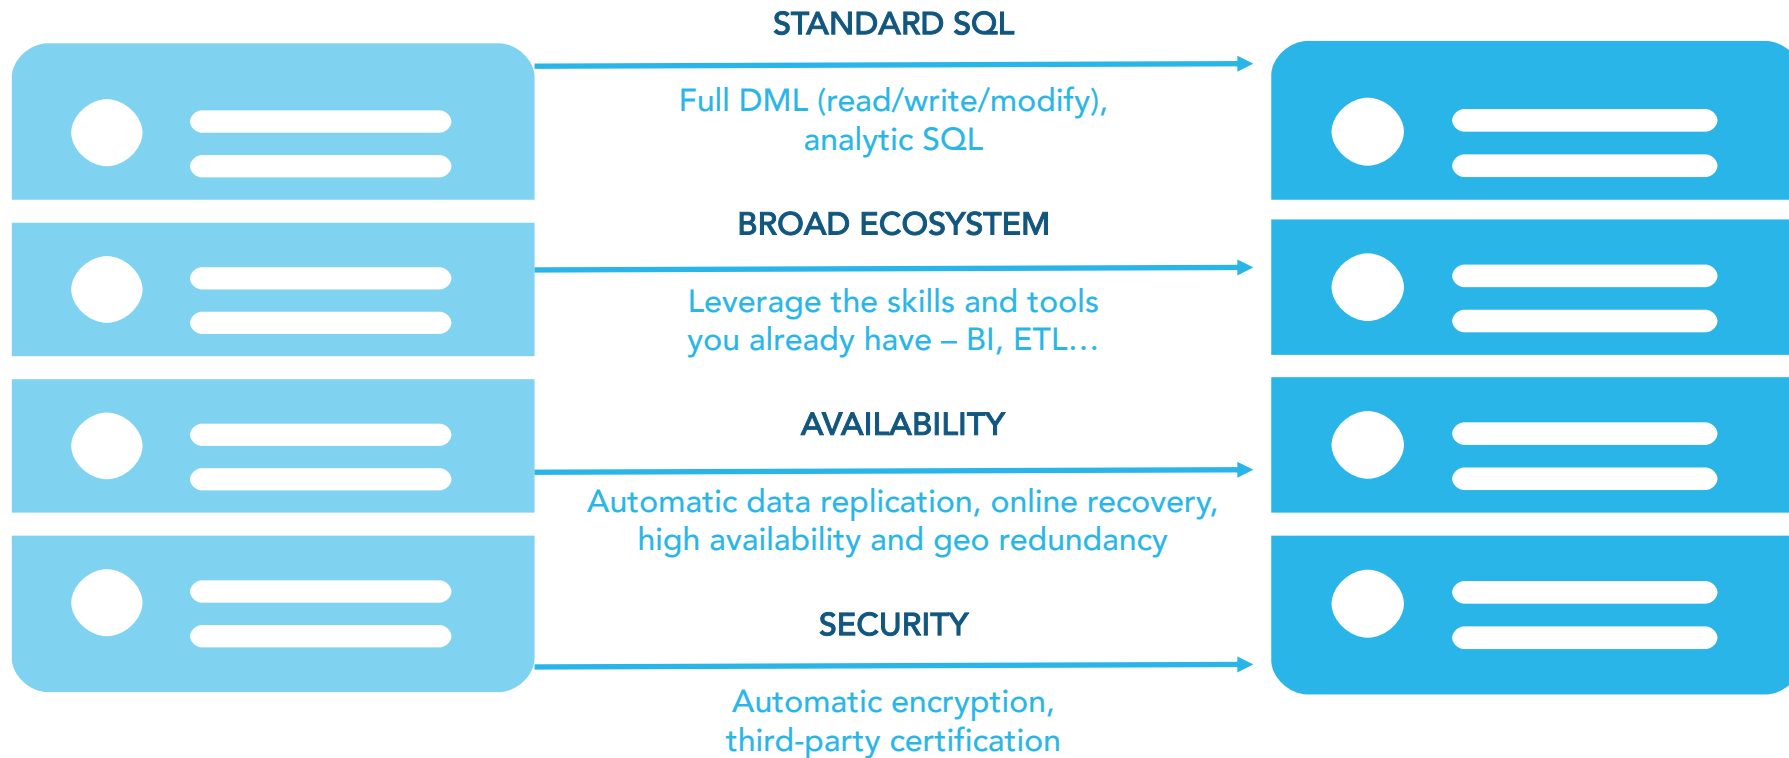 STANDARD SQL
Full DML (read/write/modify),
analytic SQL
BROAD ECOSYSTEM
Leverage the skills and tools
you already have – BI, ETL…
AVAILABILITY
Automatic data replication, online recovery,
high availability and geo redundancy
SECURITY
Automatic encryption,
third-party certification